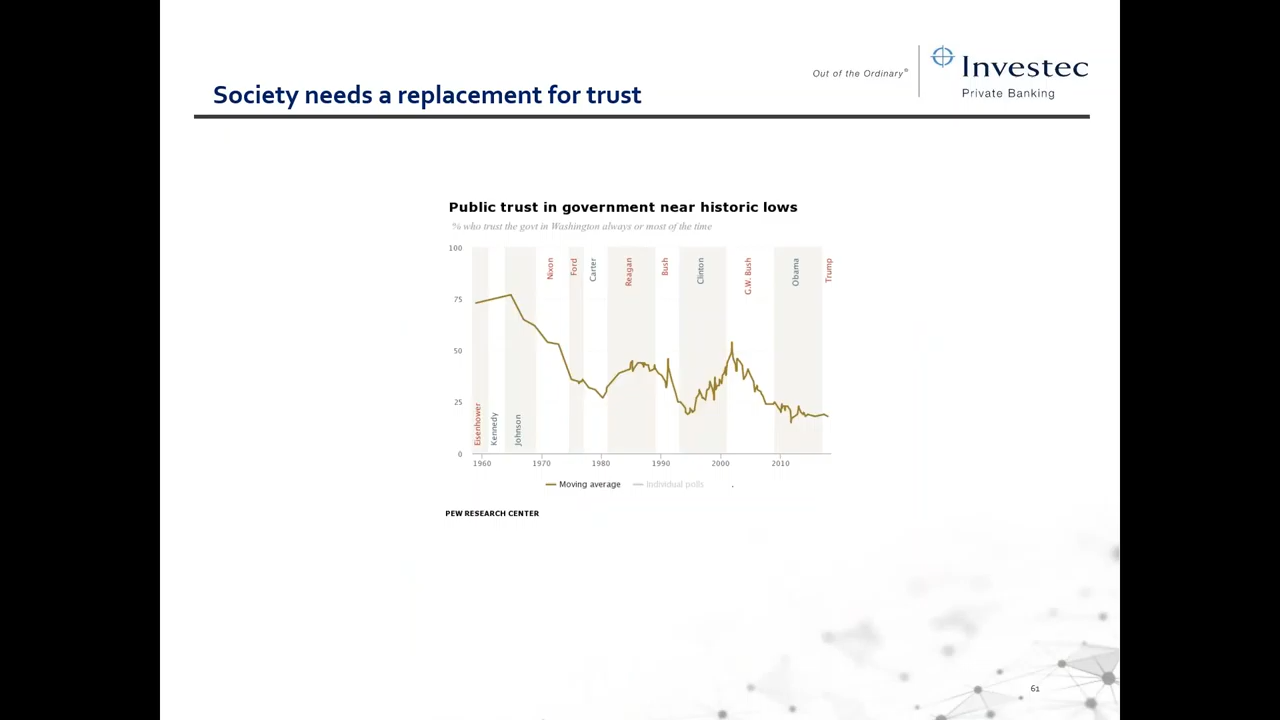 Society needs a replacement for trust
Out of the Ordinary®
Investec
Private Banking
Public trust in government near historic lows
% who trust the govt in Washington always or most of the time
100
75
50
25
0
Eisenhower
Kennedy
Johnson
Nixon
Ford
Carter
Reagan
Bush
Clinton
G.W. Bush
Obama
Trump
1960 1970 1980 1990 2000 2010
Moving average Individual polls .
PEW RESEARCH CENTER
61